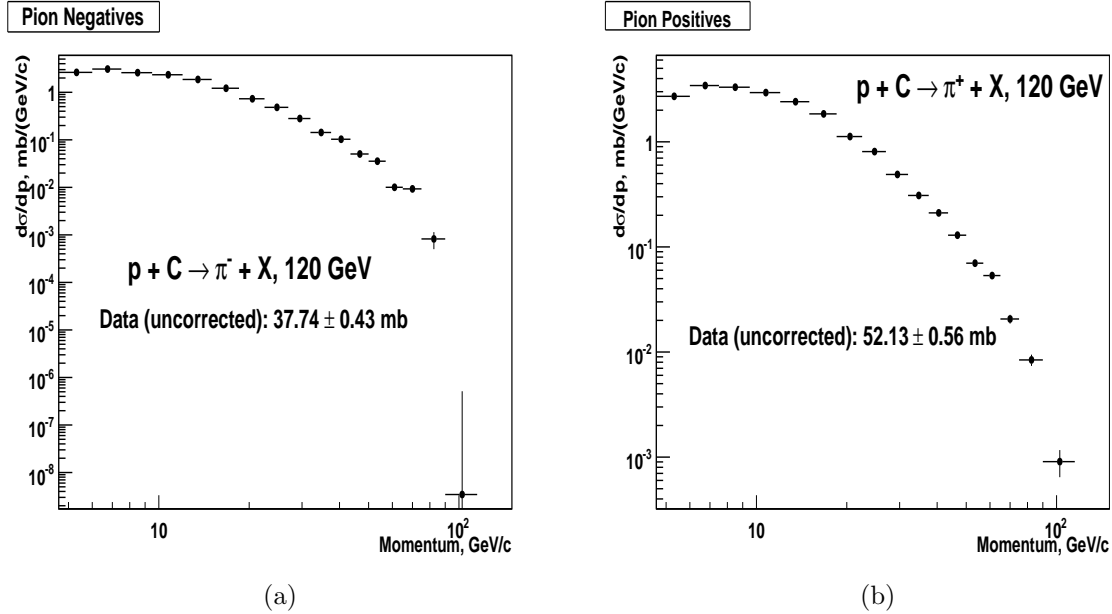 Pion Negatives
dσ/dp, mb/(GeV/c)
1
10⁻¹
10⁻²
10⁻³
10⁻⁴
10⁻⁵
10⁻⁶
10⁻⁷
10⁻⁸
p + C → π⁻ + X, 120 GeV
Data (uncorrected): 37.74 ± 0.43 mb
10
10²
Momentum, GeV/c
(a)
Pion Positives
dσ/dp, mb/(GeV/c)
1
10⁻¹
10⁻²
10⁻³
p + C → π⁺ + X, 120 GeV
Data (uncorrected): 52.13 ± 0.56 mb
10
10²
Momentum, GeV/c
(b)